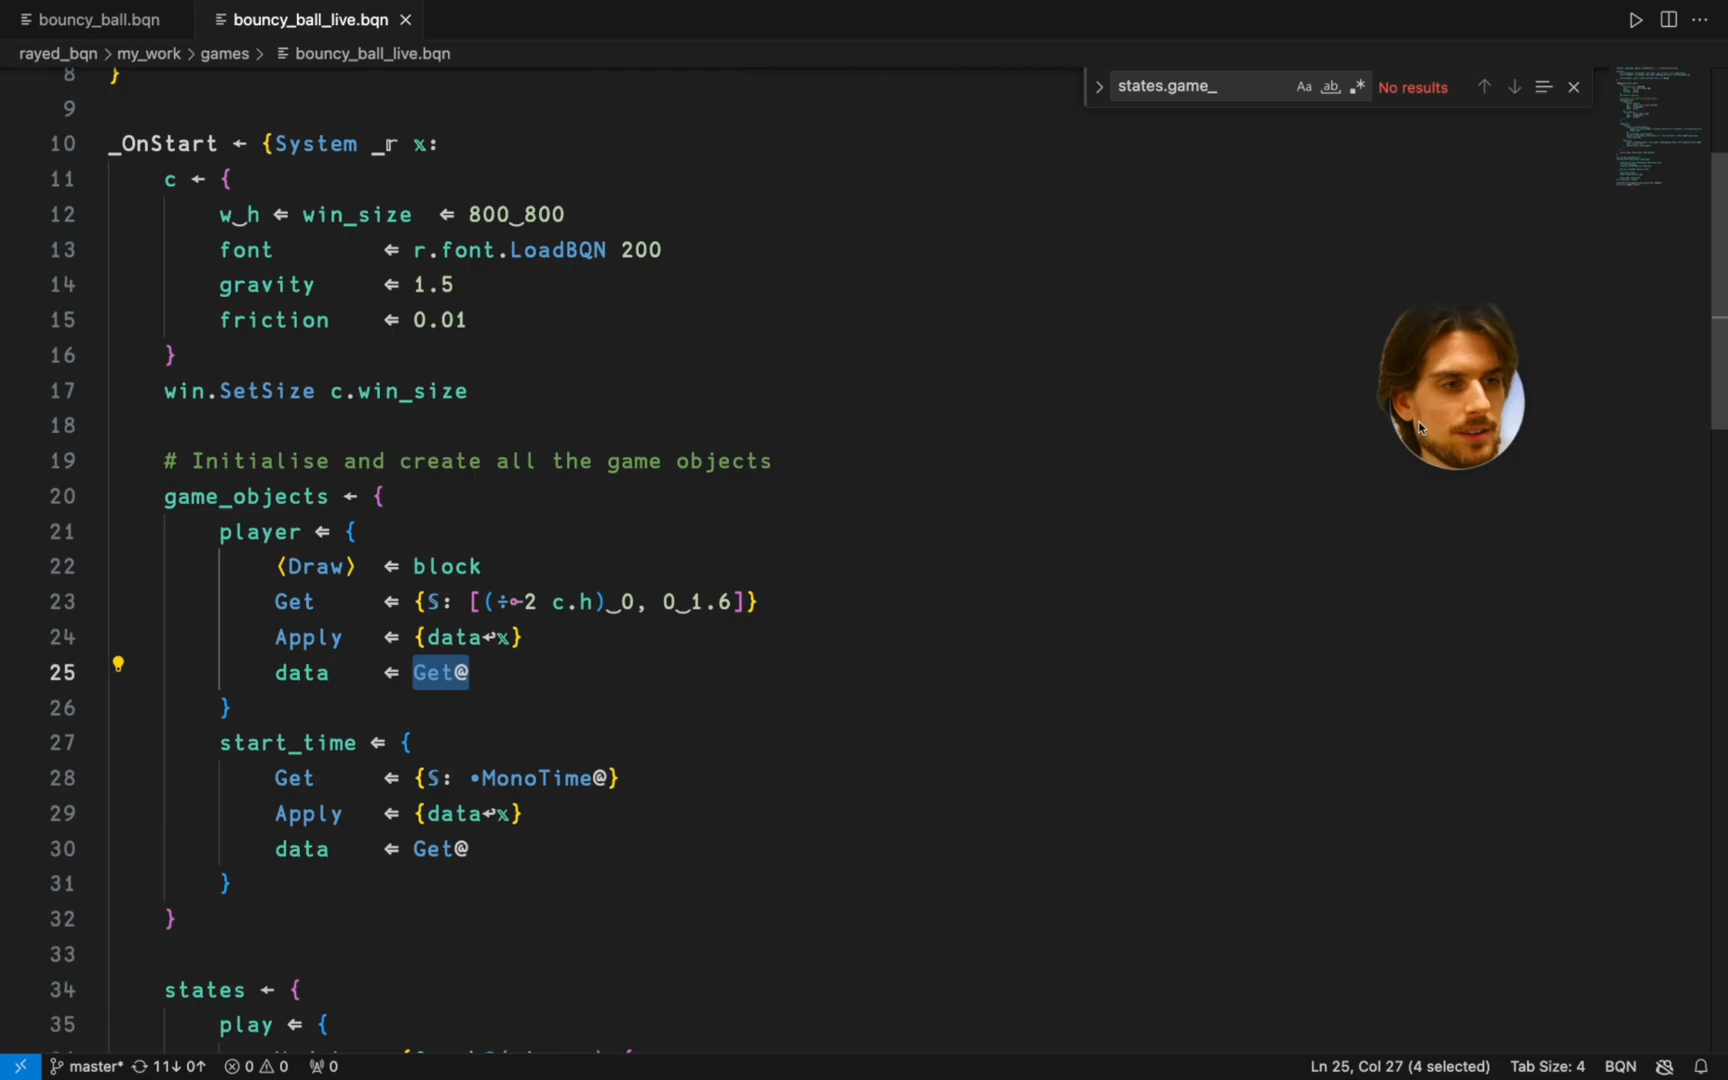 bouncy_ball.bqn
bouncy_ball_live.bqn
rayed_bqn > my_work > games > bouncy_ball_live.bqn
states.game_
Aa ab .* No results
8 }
9
10 _OnStart ← {System _𝕣 𝕩:
11 c ← {
12 w‿h ⇐ win_size ⇐ 800‿800
13 font ⇐ r.font.LoadBQN 200
14 gravity ⇐ 1.5
15 friction ⇐ 0.01
16 }
17 win.SetSize c.win_size
18
19 # Initialise and create all the game objects
20 game_objects ← {
21 player ⇐ {
22 ⟨Draw⟩ ⇐ block
23 Get ⇐ {𝕊: [(÷⟜2 c.h)‿0, 0‿1.6]}
24 Apply ⇐ {data↩𝕩}
25 data ⇐ Get@
26 }
27 start_time ⇐ {
28 Get ⇐ {𝕊: •MonoTime@}
29 Apply ⇐ {data↩𝕩}
30 data ⇐ Get@
31 }
32 }
33
34 states ← {
35 play ⇐ {
master* 11↓ 0↑ 0 0 0
Ln 25, Col 27 (4 selected) Tab Size: 4 BQN